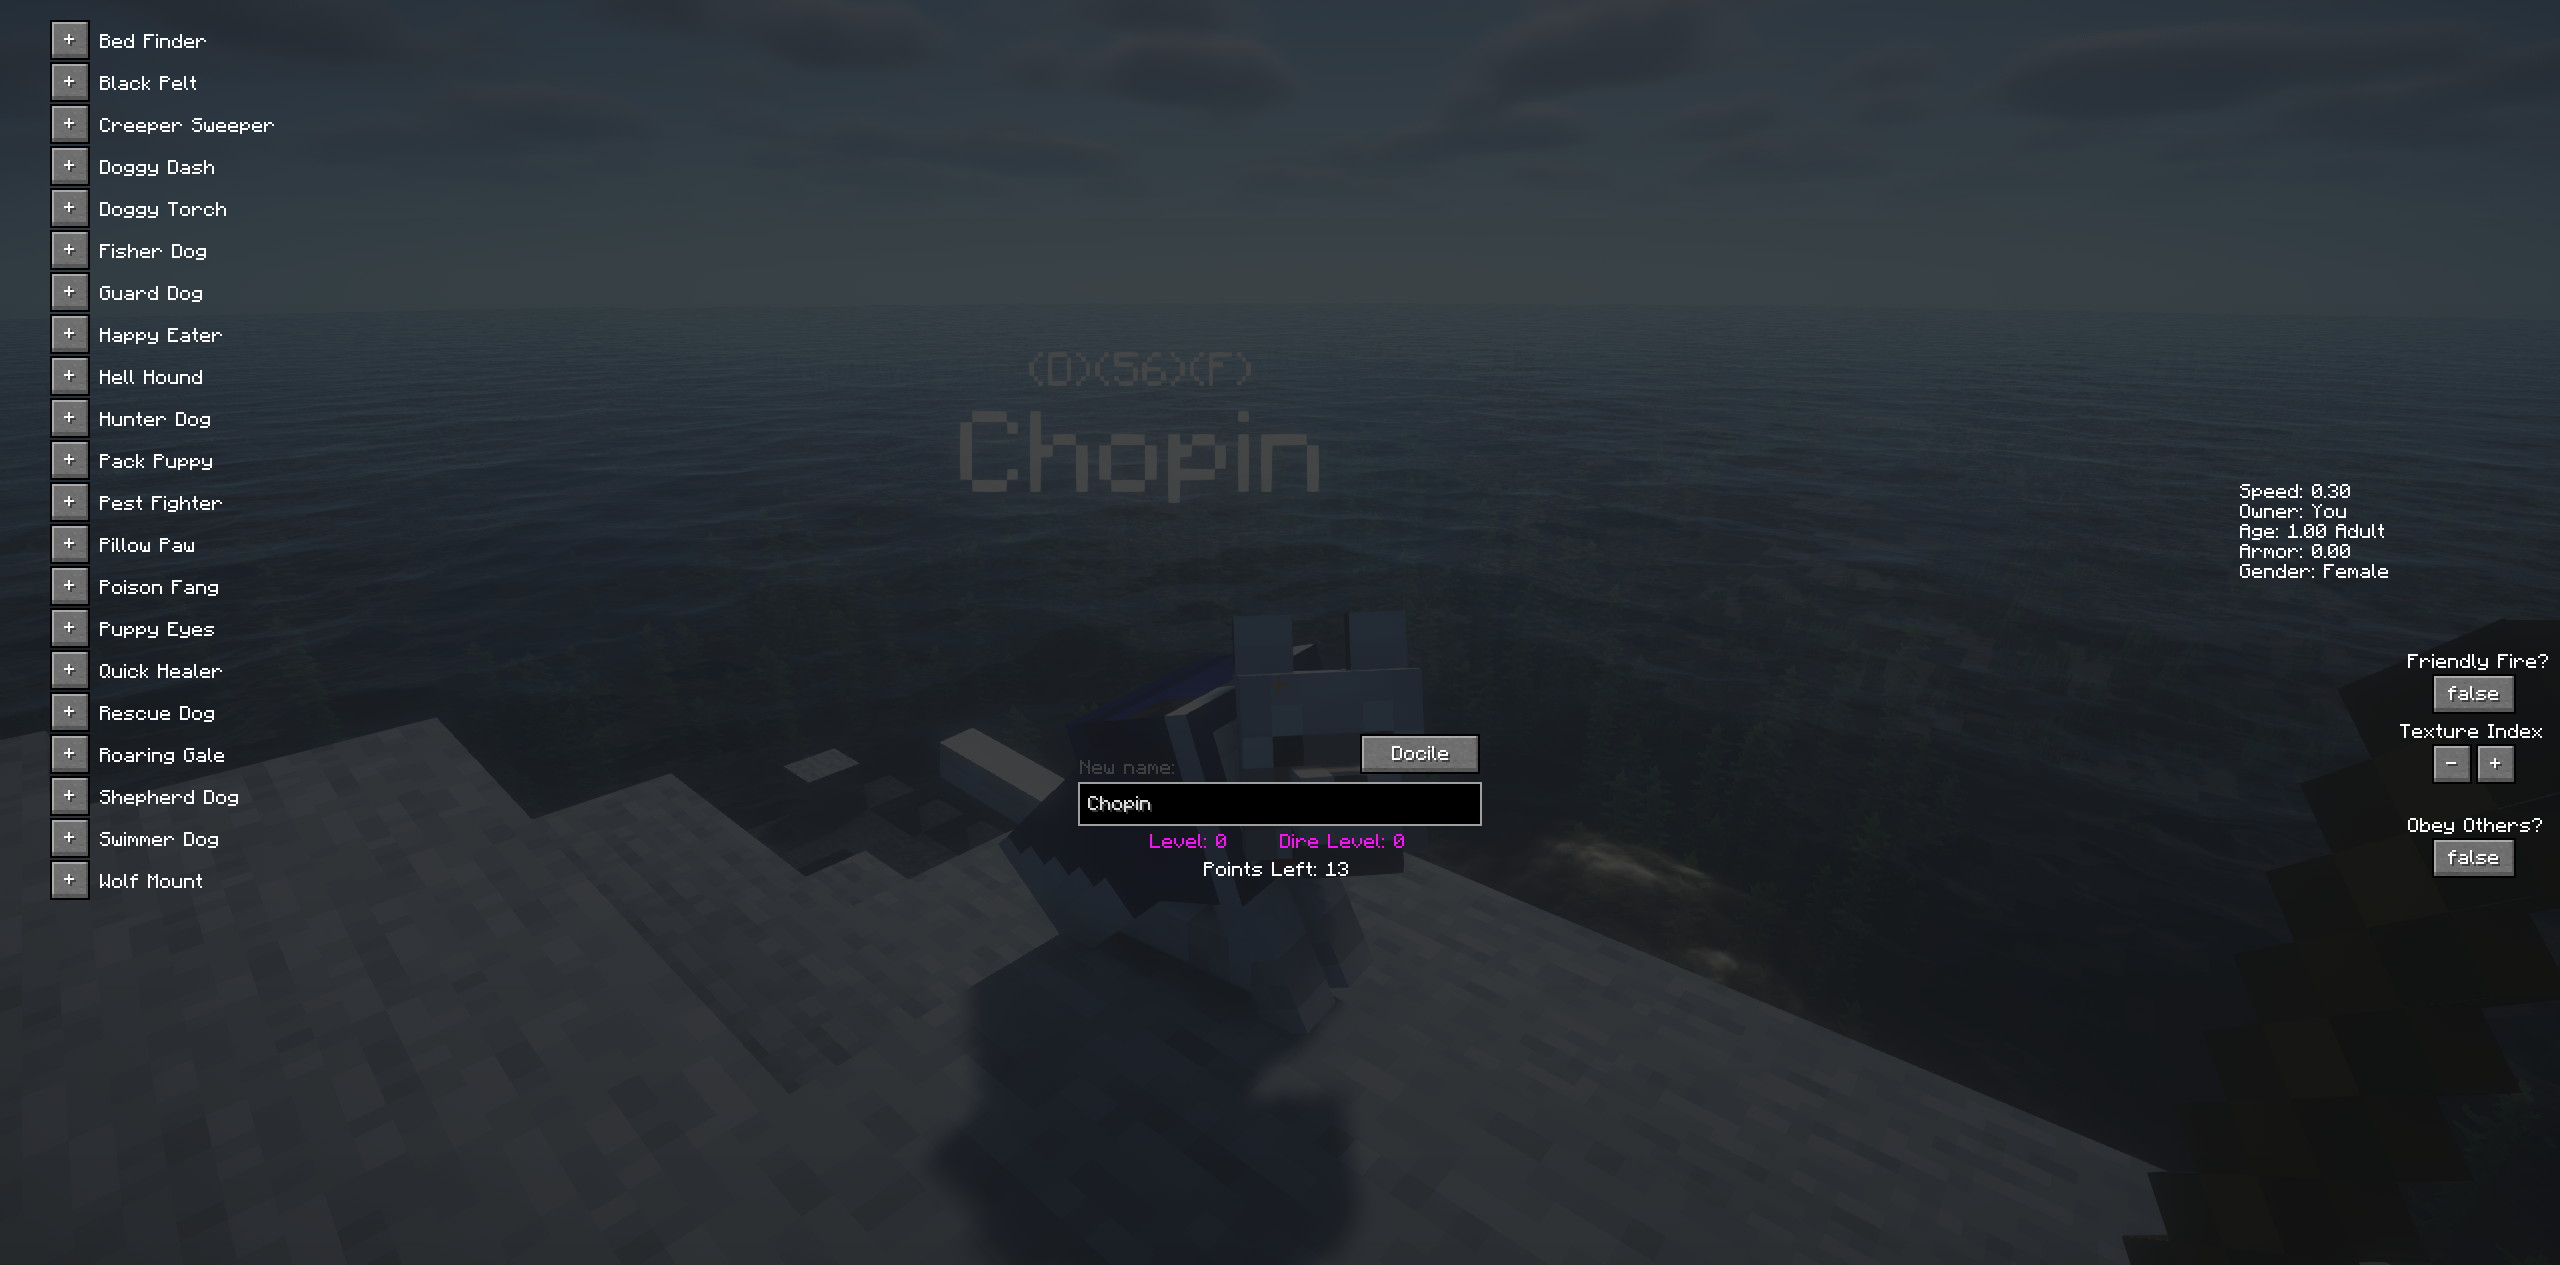 + Bed Finder
+ Black Pelt
+ Creeper Sweeper
+ Doggy Dash
+ Doggy Torch
+ Fisher Dog
+ Guard Dog
+ Happy Eater
+ Hell Hound
+ Hunter Dog
+ Pack Puppy
+ Pest Fighter
+ Pillow Paw
+ Poison Fang
+ Puppy Eyes
+ Quick Healer
+ Rescue Dog
+ Roaring Gale
+ Shepherd Dog
+ Swimmer Dog
+ Wolf Mount
(D)(56)(F)
Chopin
New name:
Docile
Chopin
Level: 0 Dire Level: 0
Points Left: 13
Speed: 0.30
Owner: You
Age: 1.00 Adult
Armor: 0.00
Gender: Female
Friendly Fire?
false
Texture Index
- +
Obey Others?
false